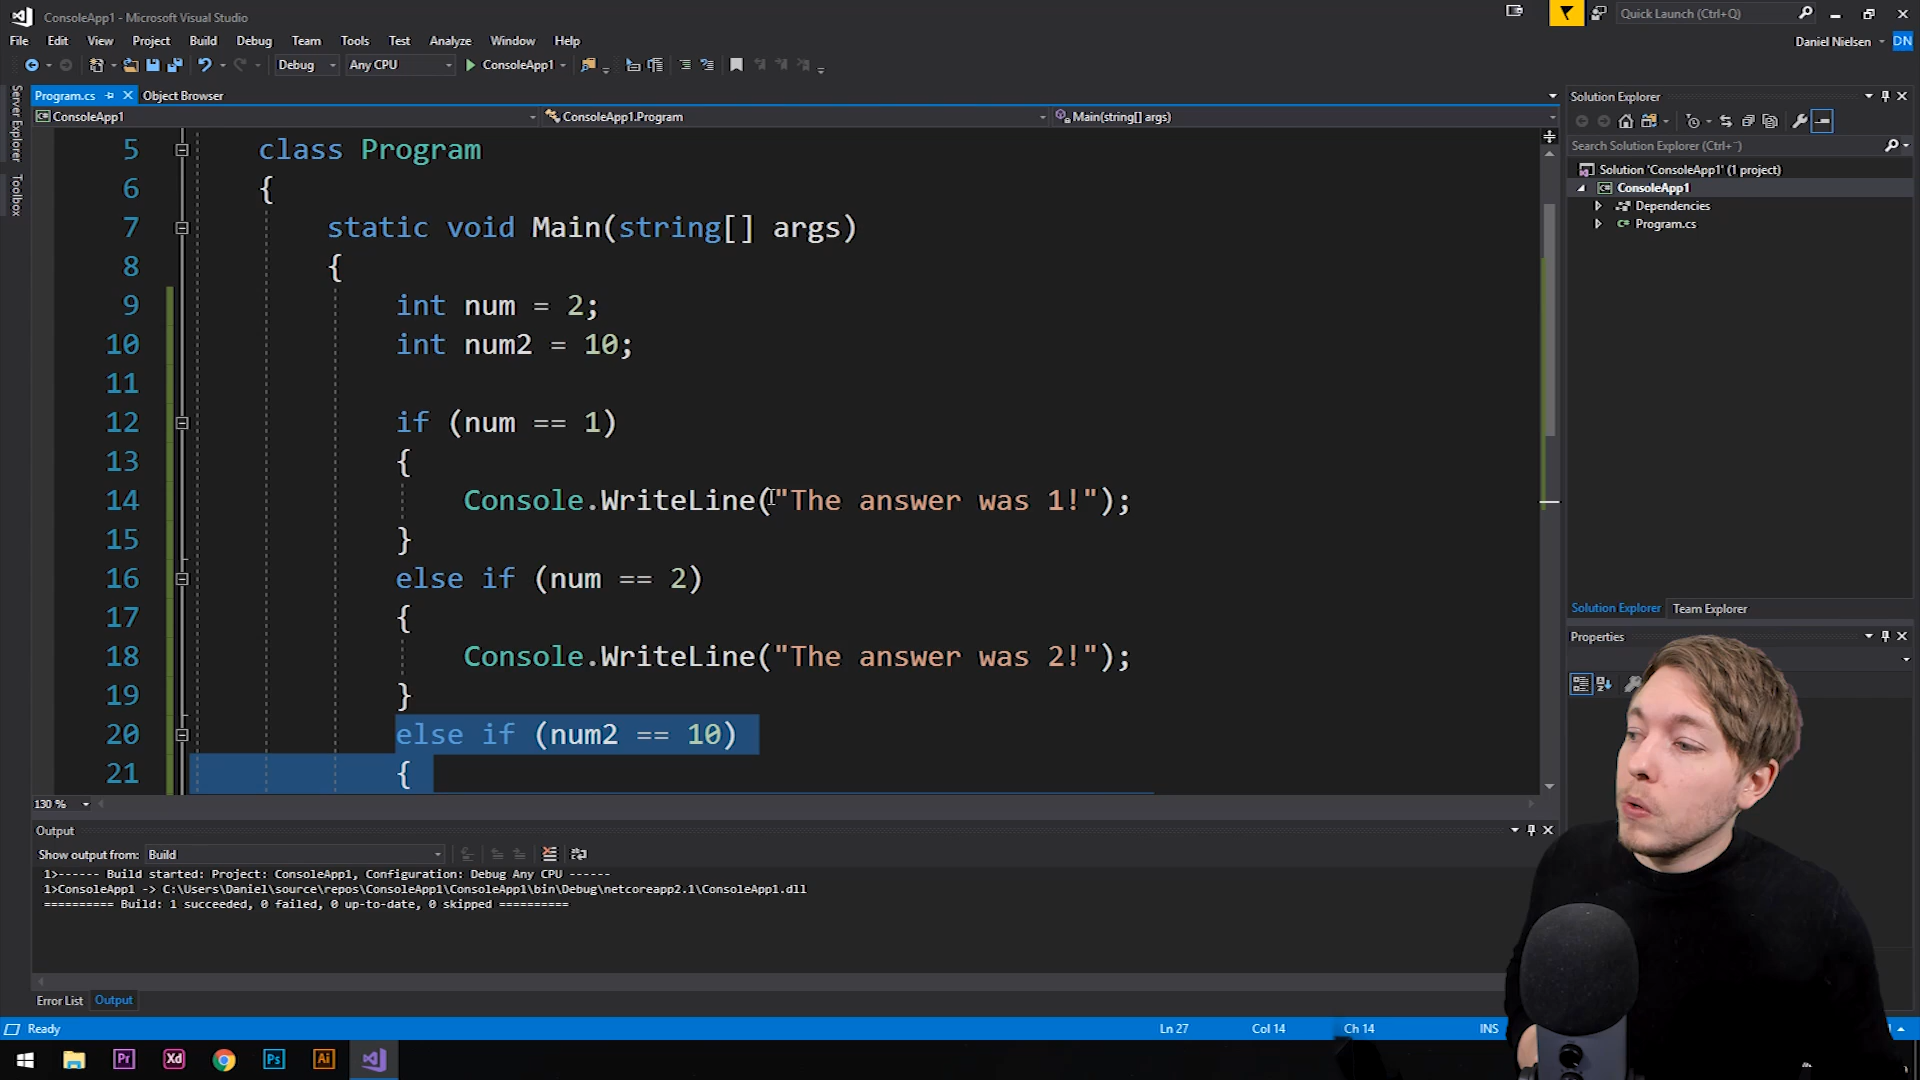 ConsoleApp1 - Microsoft Visual Studio
Quick Launch (Ctrl+Q)
File Edit View Project Build Debug Team Tools Test Analyze Window Help
Daniel Nielsen DN
Debug Any CPU ConsoleApp1
Server Explorer
Toolbox
Program.cs Object Browser
ConsoleApp1 ConsoleApp1.Program Main(string[] args)
5 class Program
6 {
7 static void Main(string[] args)
8 {
9 int num = 2;
10 int num2 = 10;
11
12 if (num == 1)
13 {
14 Console.WriteLine("The answer was 1!");
15 }
16 else if (num == 2)
17 {
18 Console.WriteLine("The answer was 2!");
19 }
20 else if (num2 == 10)
21 {
130 %
Solution Explorer
Search Solution Explorer (Ctrl+¨)
Solution 'ConsoleApp1' (1 project)
ConsoleApp1
Dependencies
Program.cs
Solution Explorer Team Explorer
Properties
Output
Show output from: Build
1>------ Build started: Project: ConsoleApp1, Configuration: Debug Any CPU ------
1>ConsoleApp1 -> C:\Users\Daniel\source\repos\ConsoleApp1\ConsoleApp1\bin\Debug\netcoreapp2.1\ConsoleApp1.dll
========== Build: 1 succeeded, 0 failed, 0 up-to-date, 0 skipped ==========
Error List Output
Ready Ln 27 Col 14 Ch 14 INS
Pr Xd Ps Ai